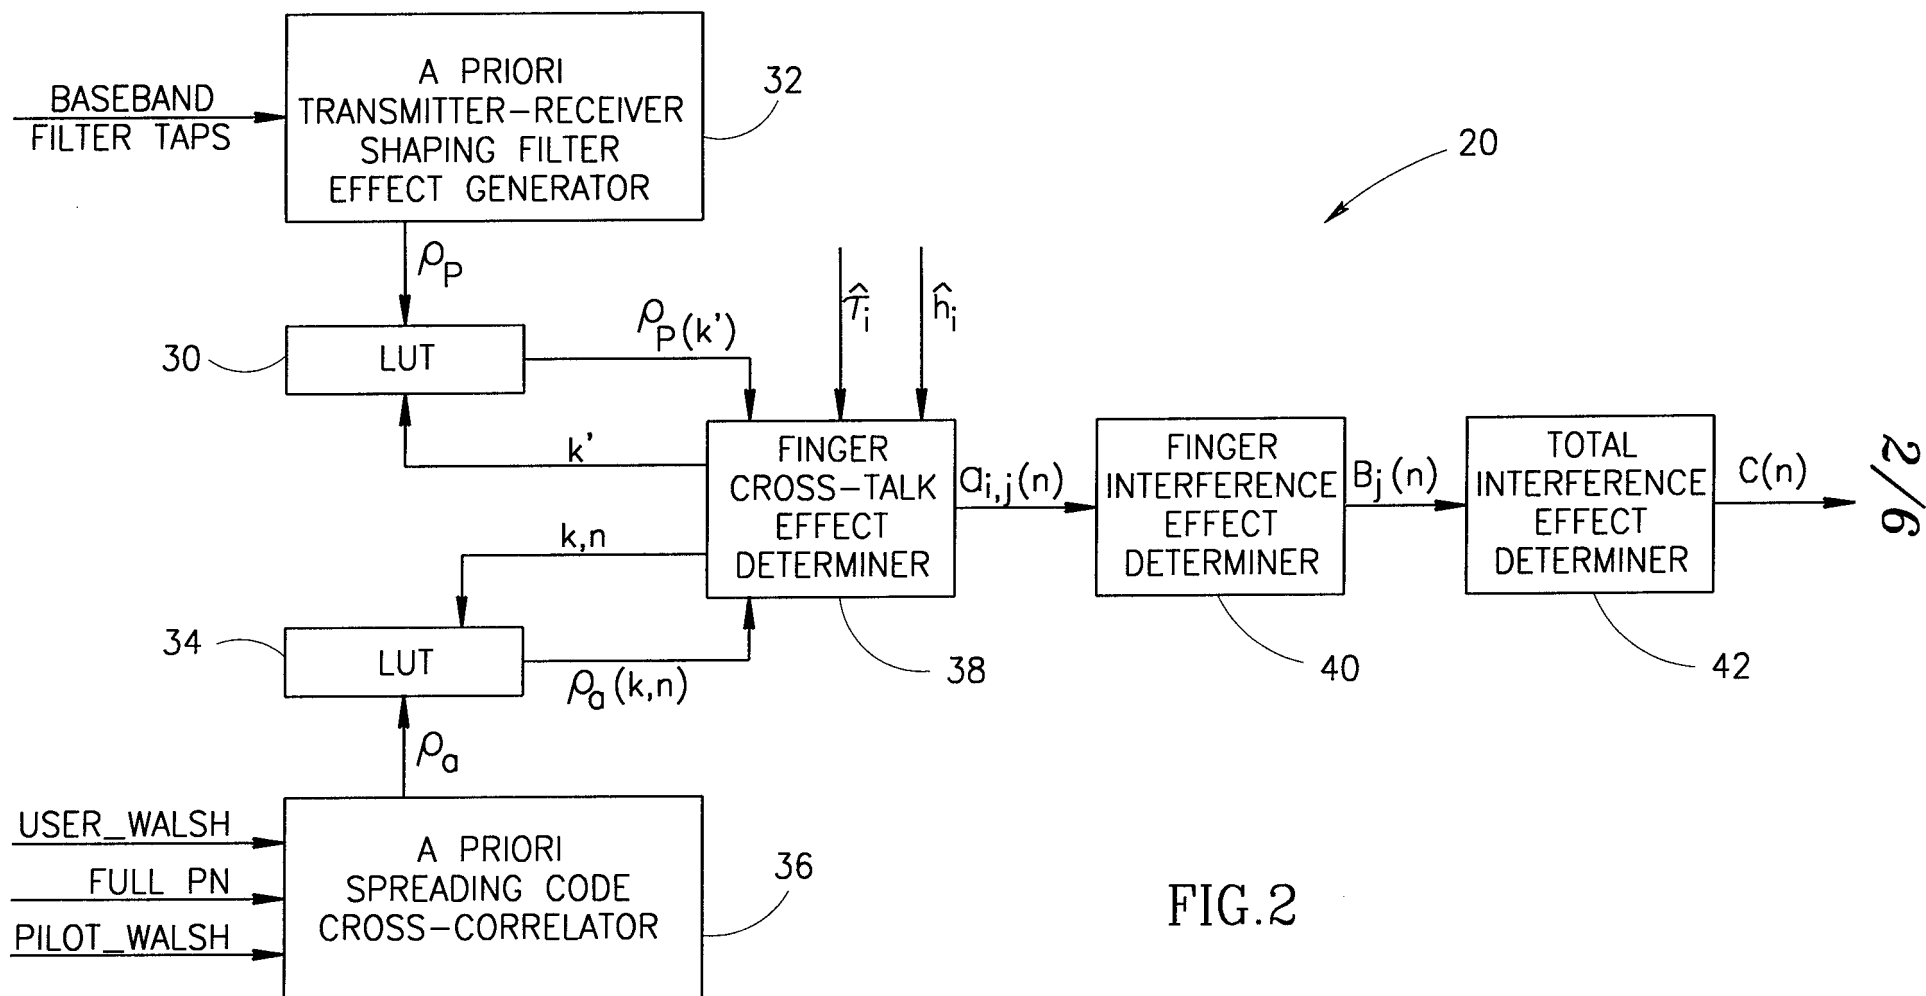 BASEBAND
FILTER TAPS
A PRIORI
TRANSMITTER-RECEIVER
SHAPING FILTER
EFFECT GENERATOR
32
20
ρP
τ̂i
ĥi
ρP(k')
30
LUT
k'
FINGER
CROSS-TALK
EFFECT
DETERMINER
38
ai,j(n)
FINGER
INTERFERENCE
EFFECT
DETERMINER
40
Bj(n)
TOTAL
INTERFERENCE
EFFECT
DETERMINER
42
C(n)
2/6
k,n
34
LUT
ρa(k,n)
ρa
USER_WALSH
FULL PN
PILOT_WALSH
A PRIORI
SPREADING CODE
CROSS-CORRELATOR
36
FIG.2